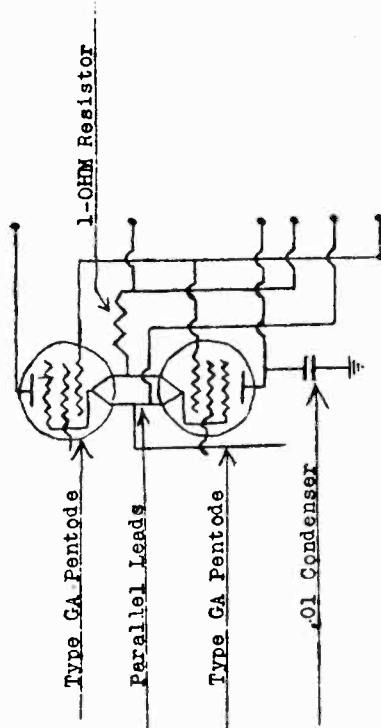 1-OHM Resistor
Type GA Pentode
Parallel Leads
Type GA Pentode
.01 Condenser